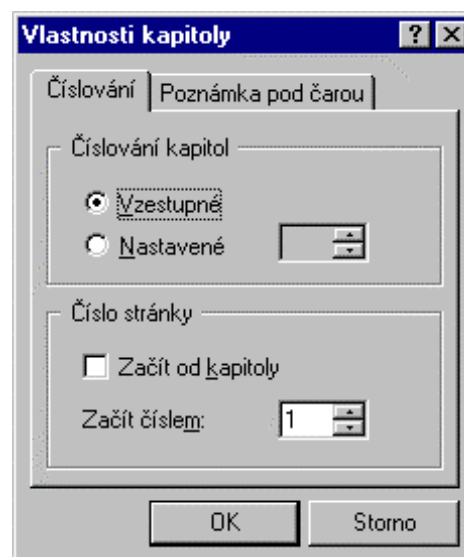 Vlastnosti kapitoly
Číslování Poznámka pod čarou
Číslování kapitol
Vzestupné
Nastavené
Číslo stránky
Začít od kapitoly
Začít číslem: 1
OK Storno